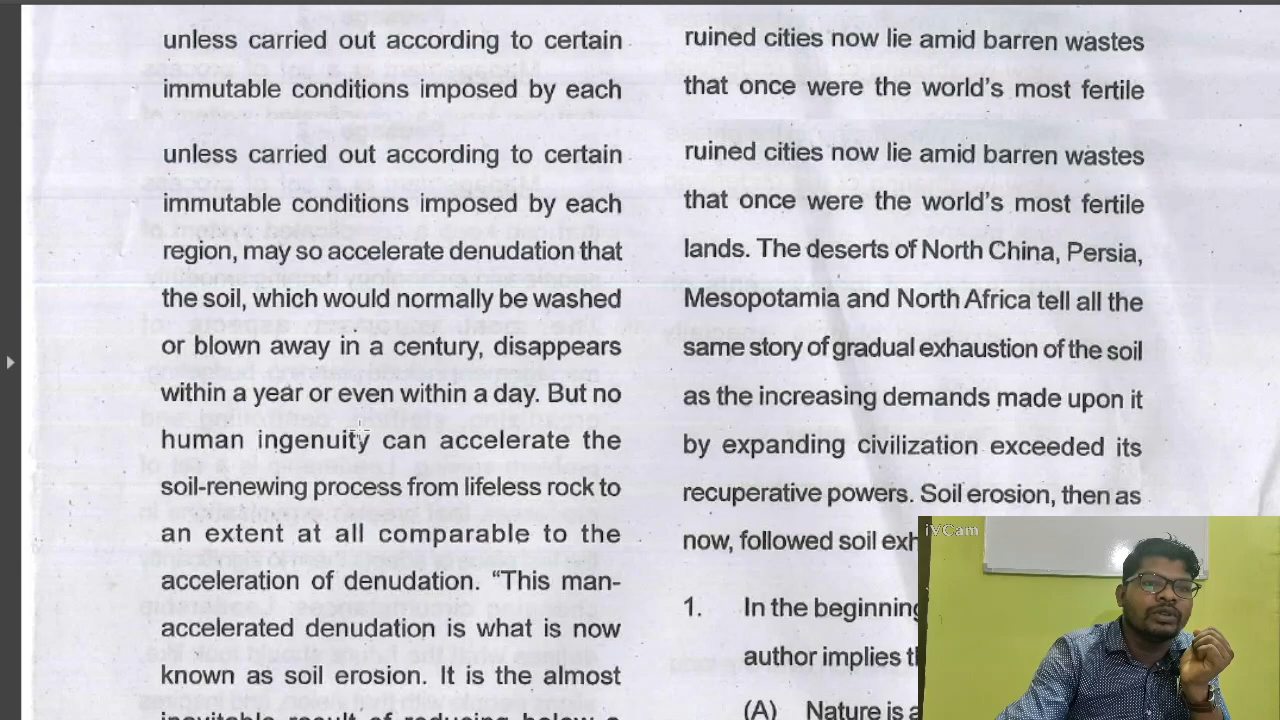 unless carried out according to certain
immutable conditions imposed by each
unless carried out according to certain
immutable conditions imposed by each
region, may so accelerate denudation that
the soil, which would normally be washed
or blown away in a century, disappears
within a year or even within a day. But no
human ingenuity can accelerate the
soil-renewing process from lifeless rock to
an extent at all comparable to the
acceleration of denudation. “This man-
accelerated denudation is what is now
known as soil erosion. It is the almost
inevitable result of reducing below a
ruined cities now lie amid barren wastes
that once were the world’s most fertile
ruined cities now lie amid barren wastes
that once were the world’s most fertile
lands. The deserts of North China, Persia,
Mesopotamia and North Africa tell all the
same story of gradual exhaustion of the soil
as the increasing demands made upon it
by expanding civilization exceeded its
recuperative powers. Soil erosion, then as
now, followed soil
1. In the beginning
author implies
(A) Nature is
iVCam